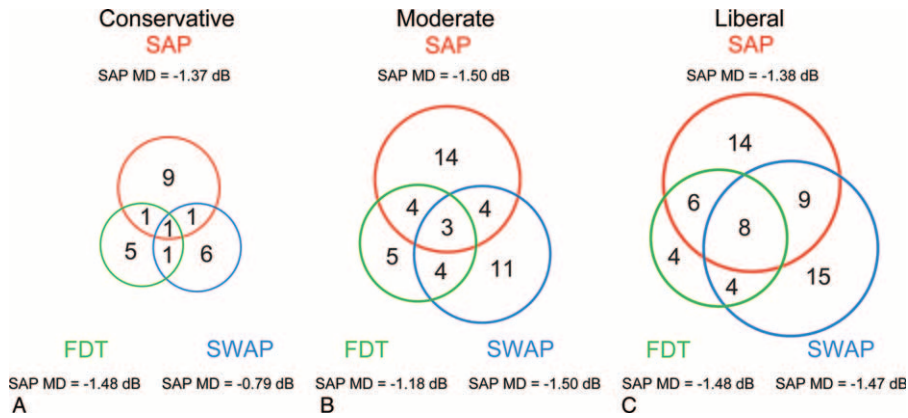 Conservative
SAP
SAP MD = -1.37 dB
9
1
1
1
5
1
6
FDT
SWAP
SAP MD = -1.48 dB
SAP MD = -0.79 dB
A
Moderate
SAP
SAP MD = -1.50 dB
14
4
4
3
5
4
11
FDT
SWAP
SAP MD = -1.18 dB
SAP MD = -1.50 dB
B
Liberal
SAP
SAP MD = -1.38 dB
14
6
9
8
4
4
15
FDT
SWAP
SAP MD = -1.48 dB
SAP MD = -1.47 dB
C